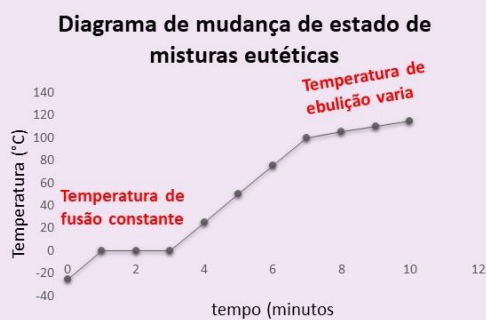 Diagrama de mudança de estado de
misturas eutéticas
Temperatura de
ebulição varia
Temperatura de
fusão constante
Temperatura (°C)
140
120
100
80
60
40
20
0
-20
-40
0
2
4
6
8
10
12
tempo (minutos